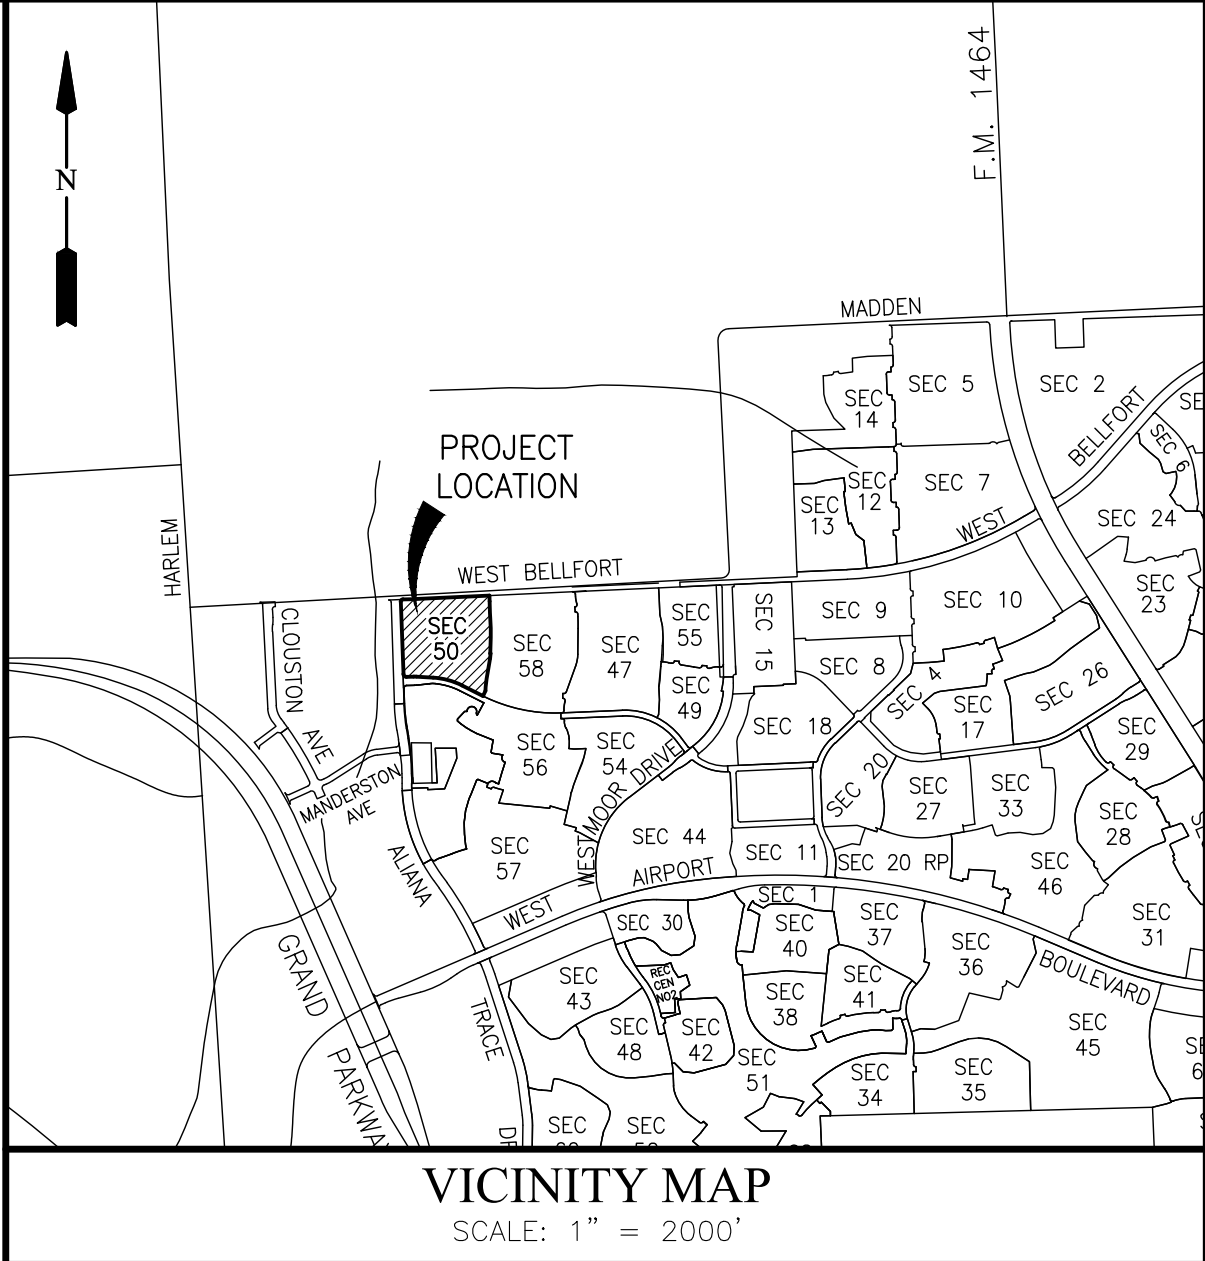 F.M. 1464
N
MADDEN
SEC 5
SEC 2
SEC
14
BELLFORT
SEC 6
PROJECT
LOCATION
SEC
12
SEC 7
SEC
13
WEST
SEC 24
HARLEM
WEST BELLFORT
SEC
23
CLOUSTON
AVE
SEC
50
SEC
58
SEC
47
SEC
55
SEC 15
SEC 9
SEC 10
SEC 8
SEC 4
SEC
49
SEC 18
SEC
17
SEC 26
SEC
29
SEC
56
SEC
54
WESTMOOR DRIVE
SEC 20
SEC
27
SEC
33
MANDERSTON
AVE
SEC
28
SEC 44
SEC 11
SEC 20 RP
SEC
46
SEC
57
ALIANA
TRACE
DR
WEST
AIRPORT
BOULEVARD
SEC 1
SEC 30
SEC
40
SEC
37
SEC
31
SEC
36
GRAND
PARKWAY
SEC
43
REC
CEN
NO2
SEC
41
SEC
38
SEC
48
SEC
42
SEC
51
SEC
45
SEC
34
SEC
35
SEC
SEC
VICINITY MAP
SCALE: 1" = 2000'